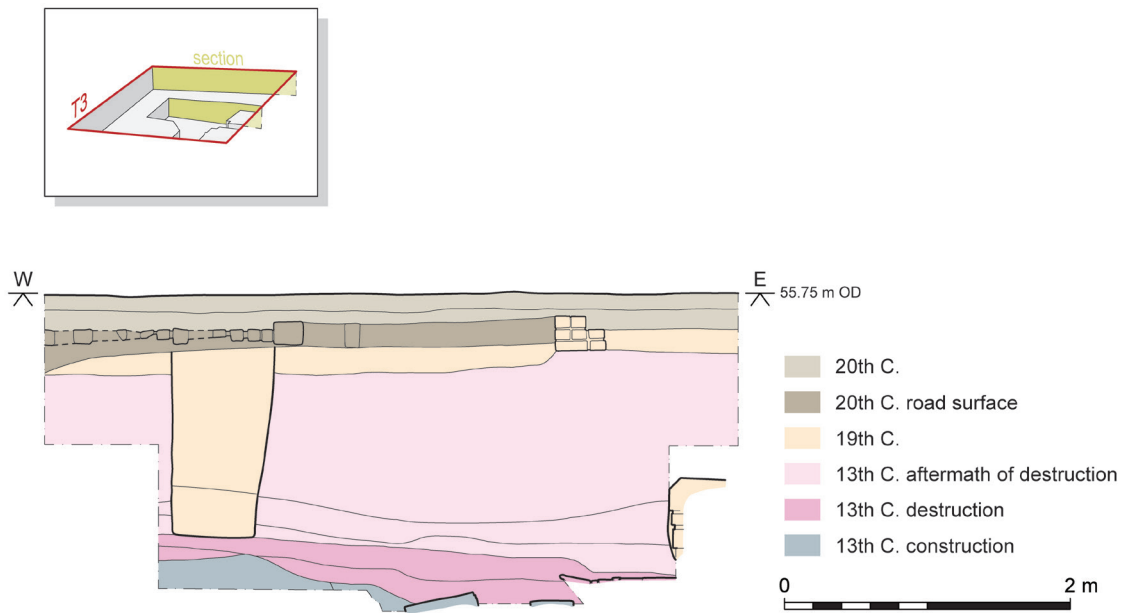 section
T3
W
E
55.75 m OD
20th C.
20th C. road surface
19th C.
13th C. aftermath of destruction
13th C. destruction
13th C. construction
0
2 m